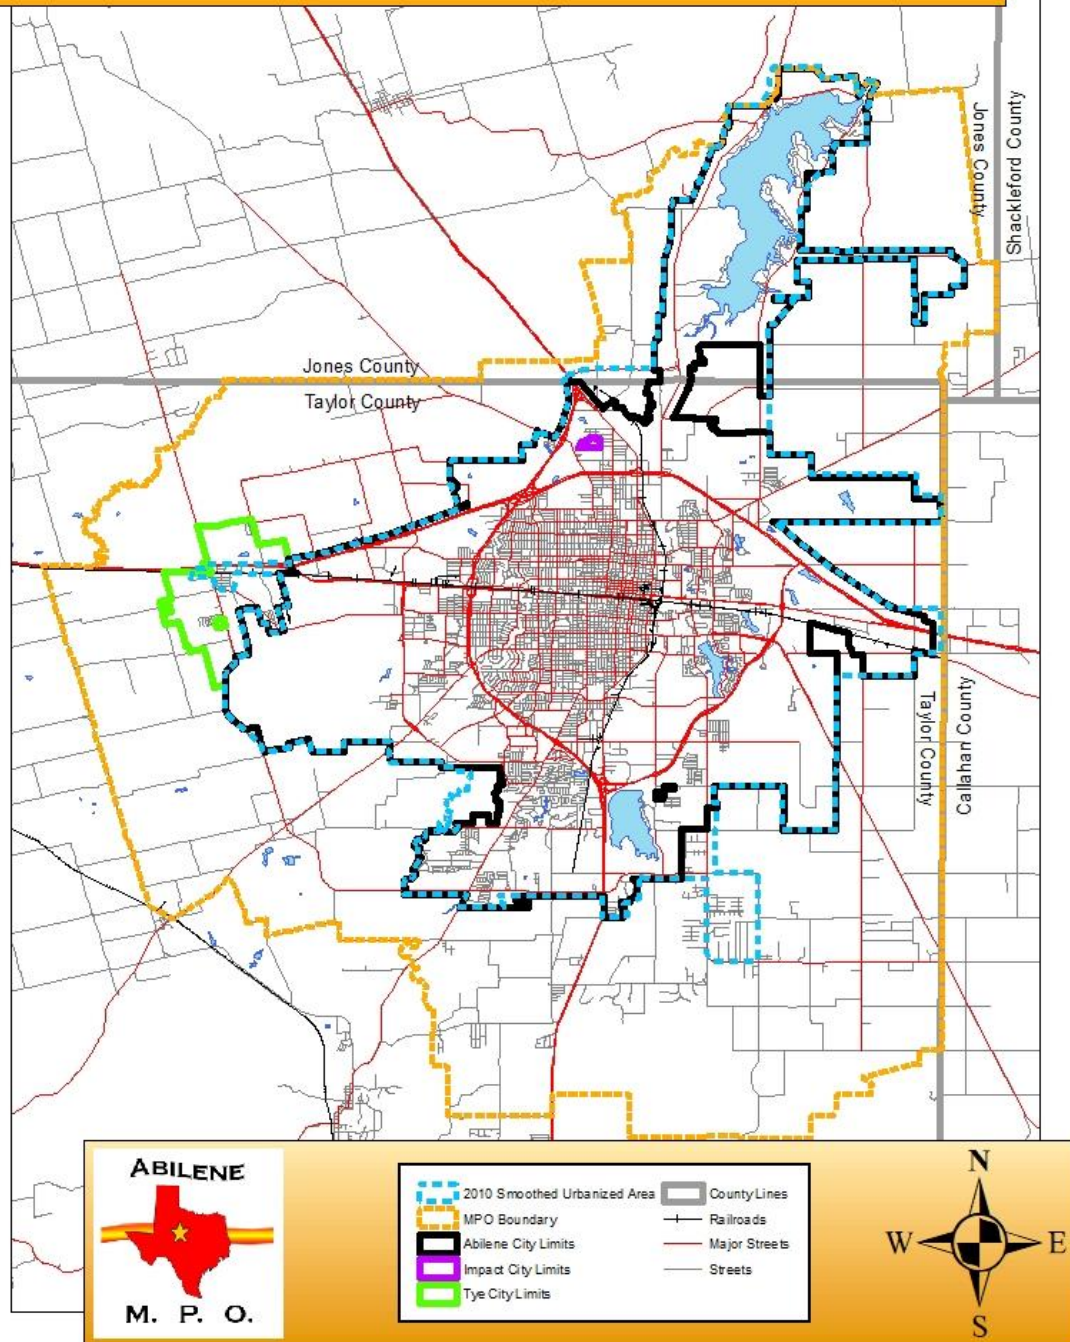 Jones County
Shackleford County
Jones County
Taylor County
Taylor County
Callahan County
ABILENE
M. P. O.
2010 Smoothed Urbanized Area
MPO Boundary
Abilene City Limits
Impact City Limits
Tye City Limits
County Lines
Railroads
Major Streets
Streets
N
W
E
S